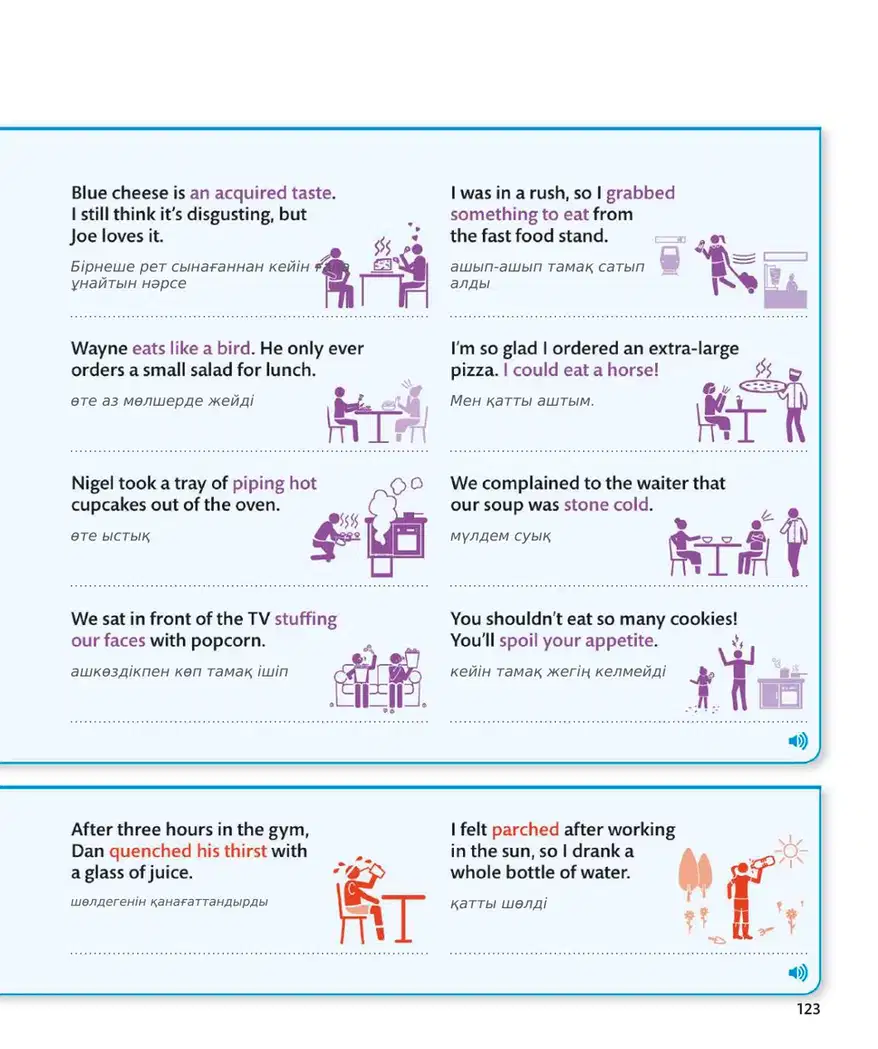 Blue cheese is an acquired taste.
I still think it's disgusting, but
Joe loves it.
Бірнеше рет сынағаннан кейін ғана
ұнайтын нәрсе
I was in a rush, so I grabbed
something to eat from
the fast food stand.
ашып-ашып тамақ сатып
алды
Wayne eats like a bird. He only ever
orders a small salad for lunch.
өте аз мөлшерде жейді
I'm so glad I ordered an extra-large
pizza. I could eat a horse!
Мен қатты аштым.
Nigel took a tray of piping hot
cupcakes out of the oven.
өте ыстық
We complained to the waiter that
our soup was stone cold.
мүлдем суық
We sat in front of the TV stuffing
our faces with popcorn.
ашкөздікпен көп тамақ ішіп
You shouldn't eat so many cookies!
You'll spoil your appetite.
кейін тамақ жегің келмейді
After three hours in the gym,
Dan quenched his thirst with
a glass of juice.
шөлдегенін қанағаттандырды
I felt parched after working
in the sun, so I drank a
whole bottle of water.
қатты шөлді
123